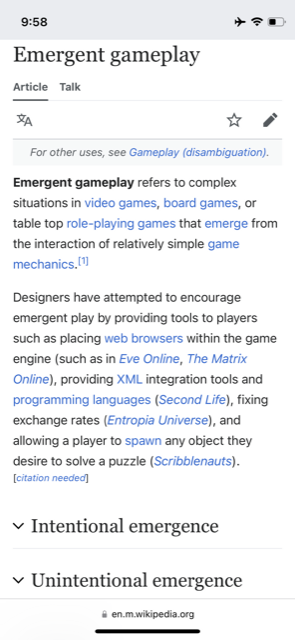 9:58
Emergent gameplay
Article Talk
For other uses, see Gameplay (disambiguation).
Emergent gameplay refers to complex
situations in video games, board games, or
table top role-playing games that emerge from
the interaction of relatively simple game
mechanics.[1]
Designers have attempted to encourage
emergent play by providing tools to players
such as placing web browsers within the game
engine (such as in Eve Online, The Matrix
Online), providing XML integration tools and
programming languages (Second Life), fixing
exchange rates (Entropia Universe), and
allowing a player to spawn any object they
desire to solve a puzzle (Scribblenauts).
[citation needed]
Intentional emergence
Unintentional emergence
en.m.wikipedia.org